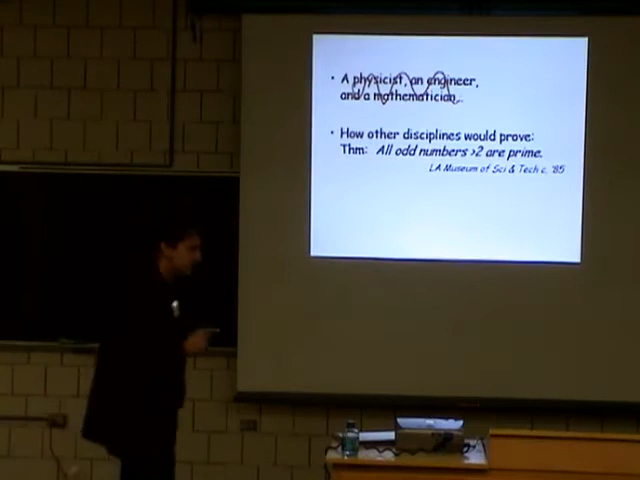 • A physicist, an engineer,
and a mathematician..
• How other disciplines would prove:
Thm: All odd numbers >2 are prime.
LA Museum of Sci & Tech c. '85